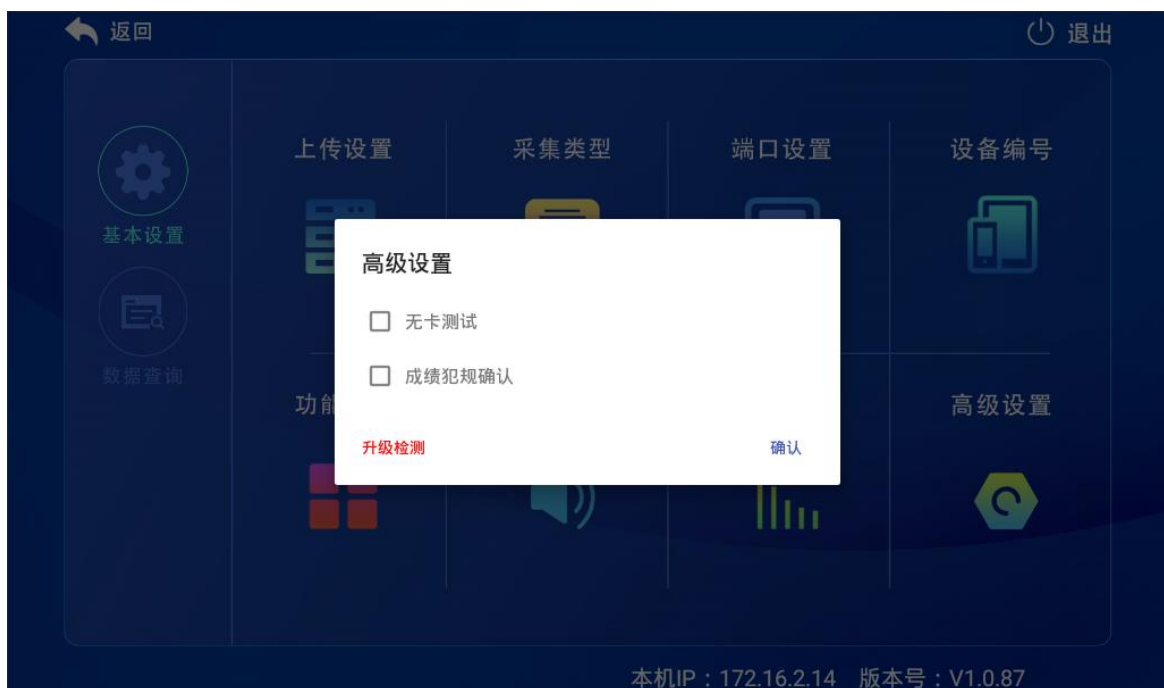 返回
退出
上传设置
采集类型
端口设置
设备编号
基本设置
数据查询
高级设置
无卡测试
成绩犯规确认
升级检测
确认
功能
高级设置
本机IP：172.16.2.14 版本号：V1.0.87